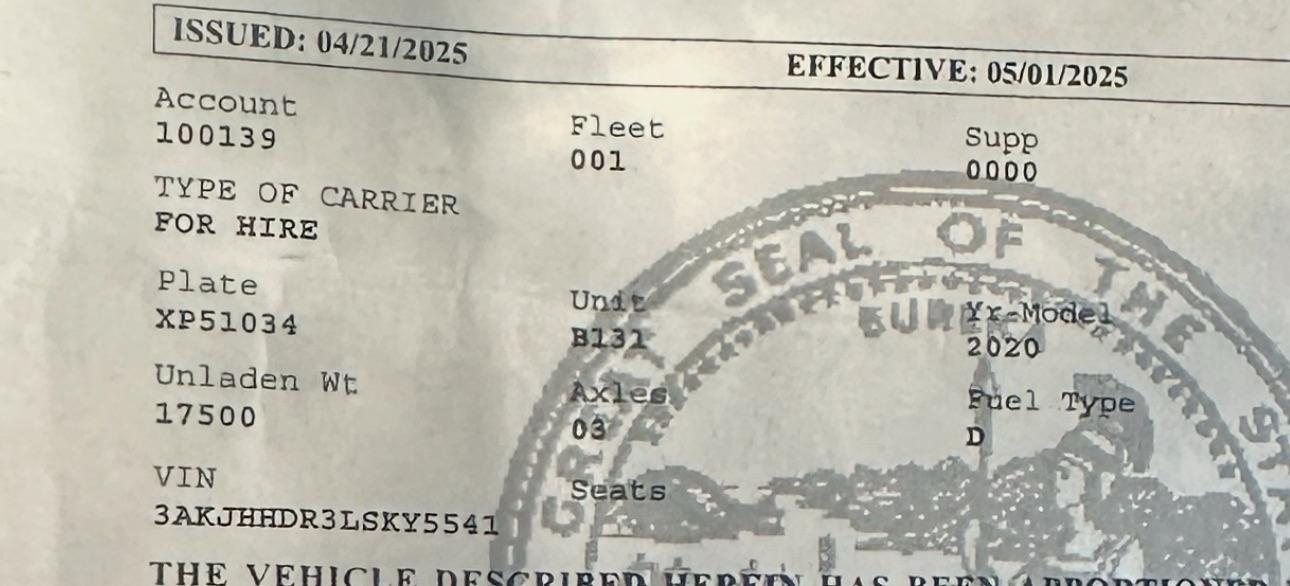 ISSUED: 04/21/2025 EFFECTIVE: 05/01/2025
Account Fleet Supp
100139 001 0000
TYPE OF CARRIER
FOR HIRE
SEAL OF THE
Plate Unit Yr-Model
XP51034 B131 2020
Unladen Wt Axles Fuel Type
17500 03 D
VIN Seats
3AKJHHDR3LSKY5541
THE VEHICLE DESCRIBED HEREIN HAS BEEN APPORTIONED